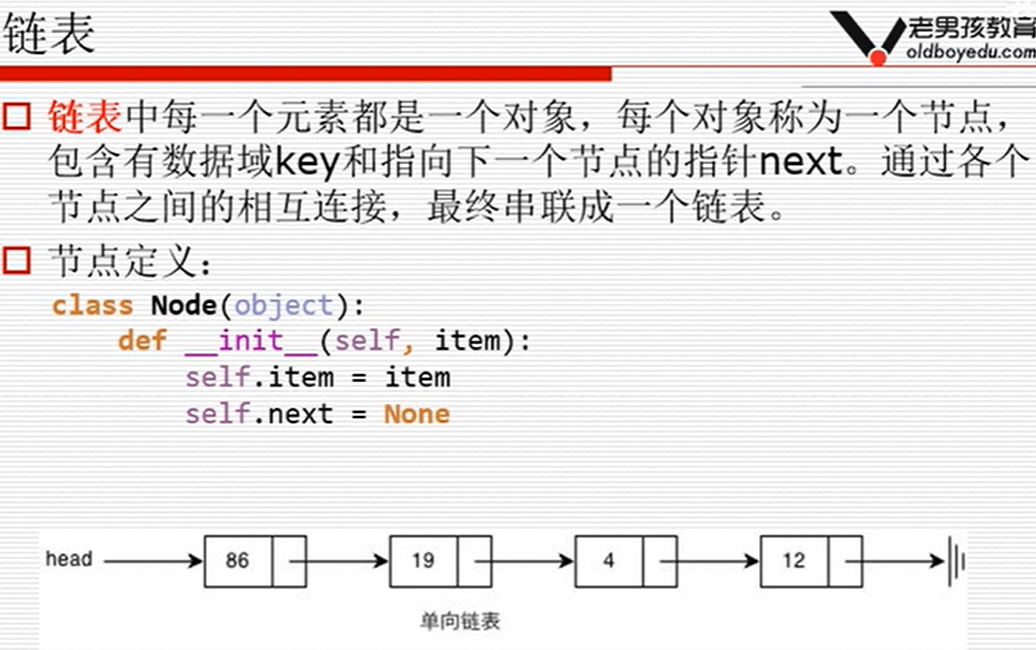 链表
老男孩教育
oldboyedu.com
链表中每一个元素都是一个对象，每个对象称为一个节点，
包含有数据域key和指向下一个节点的指针next。通过各个
节点之间的相互连接，最终串联成一个链表。
节点定义：
class Node(object):
    def __init__(self, item):
        self.item = item
        self.next = None
head 86 19 4 12
单向链表